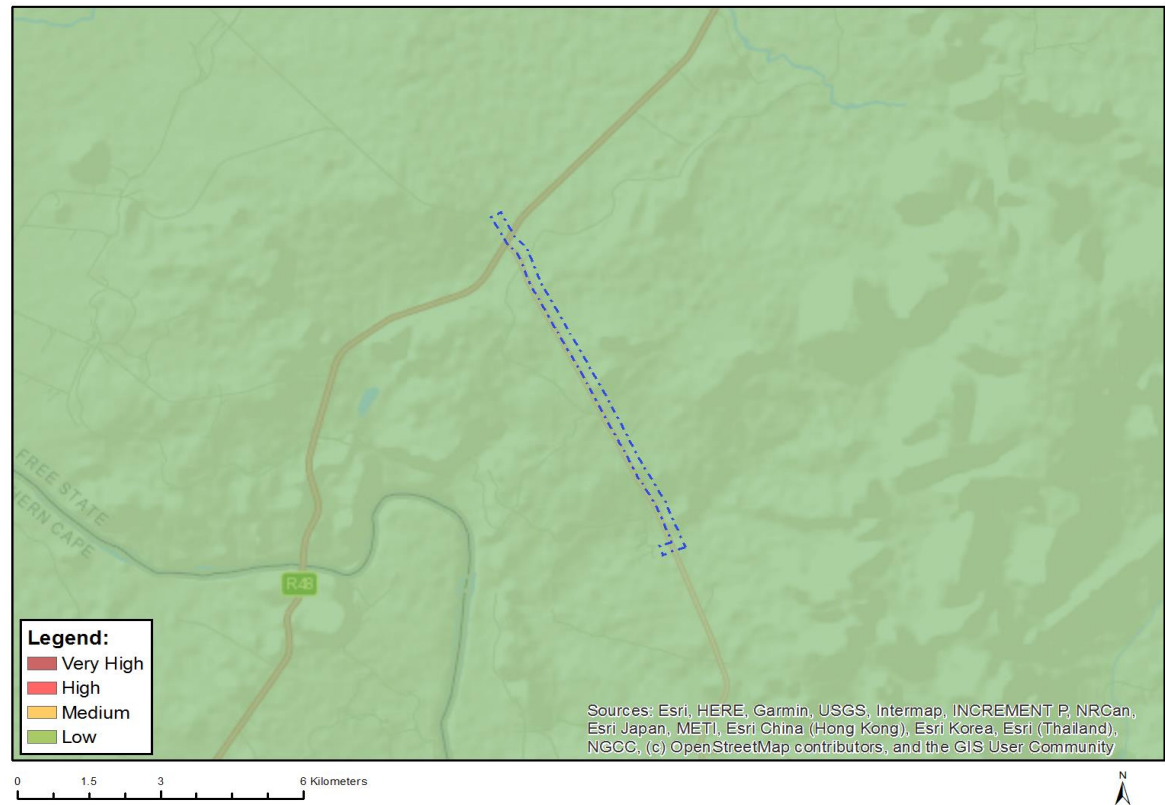 FREE STATE
HERN CAPE
R48
Legend:
Very High
High
Medium
Low
Sources: Esri, HERE, Garmin, USGS, Intermap, INCREMENT P, NRCan,
Esri Japan, METI, Esri China (Hong Kong), Esri Korea, Esri (Thailand),
NGCC, (c) OpenStreetMap contributors, and the GIS User Community
0 1.5 3 6 Kilometers
N